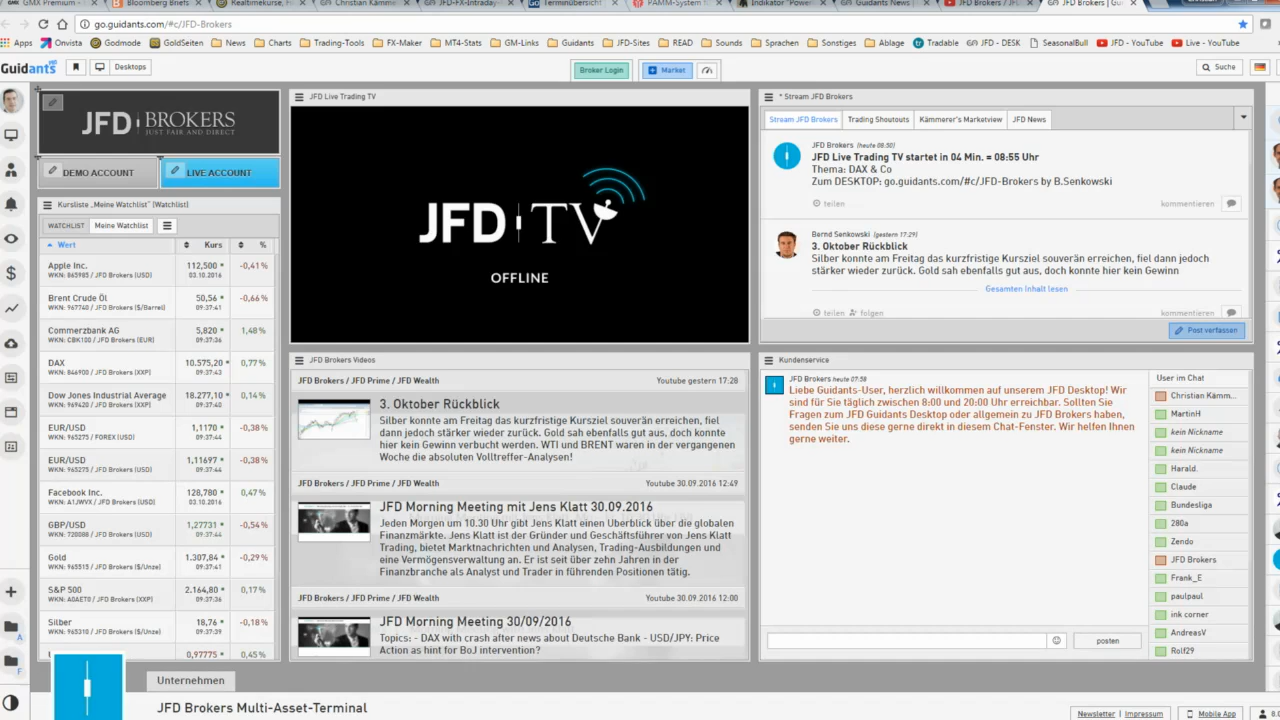 GMX Premium -
Bloomberg Briefs
Realtimekurse, H
Christian Kämme
JFD-FX-Intraday-
Terminübersicht
PAMM-System f
Indikator "Power
Guidants News
JFD Brokers / JF
JFD Brokers | Gui
go.guidants.com/#c/JFD-Brokers
Apps
Onvista
Godmode
GoldSeiten
News
Charts
Trading-Tools
FX-Maker
MT4-Stats
GM-Links
Guidants
JFD-Sites
READ
Sounds
Sprachen
Sonstiges
Ablage
Tradable
JFD - DESK
SeasonalBull
JFD - YouTube
Live - YouTube
Guidants
Desktops
Broker Login
Market
Suche
JFD BROKERS
JUST FAIR AND DIRECT
DEMO ACCOUNT
LIVE ACCOUNT
Kursliste „Meine Watchlist" (Watchlist)
WATCHLIST
Meine Watchlist
Wert Kurs %
Apple Inc. 112,500 * -0,41 %
WKN: 865985 / JFD Brokers (USD) 03.10.2016
Brent Crude Öl 50,56 * -0,66 %
WKN: 967740 / JFD Brokers ($/Barrel) 09:37:41
Commerzbank AG 5,820 * 1,48 %
WKN: CBK100 / JFD Brokers (EUR) 09:37:36
DAX 10.575,20 * 0,77 %
WKN: 846900 / JFD Brokers (XXP) 09:37:43
Dow Jones Industrial Average 18.277,10 * 0,14 %
WKN: 969420 / JFD Brokers (XXP) 09:37:40
EUR/USD 1,1170 * -0,38 %
WKN: 965275 / FOREX (USD) 09:37:44
EUR/USD 1,11697 * -0,38 %
WKN: 965275 / JFD Brokers (USD) 09:37:44
Facebook Inc. 128,780 * 0,47 %
WKN: A1JWVX / JFD Brokers (USD) 03.10.2016
GBP/USD 1,27731 * -0,54 %
WKN: 720088 / JFD Brokers (USD) 09:37:44
Gold 1.307,84 * -0,29 %
WKN: 965515 / JFD Brokers ($/Unze) 09:37:41
S&P 500 2.164,80 * 0,17 %
WKN: A0AET0 / JFD Brokers (XXP) 09:37:36
Silber 18,76 * -0,18 %
WKN: 965310 / JFD Brokers ($/Unze) 09:37:39
0,97775 * 0,45 %
JFD Live Trading TV
JFD TV
OFFLINE
JFD Brokers Videos
JFD Brokers / JFD Prime / JFD Wealth Youtube gestern 17:28
3. Oktober Rückblick
Silber konnte am Freitag das kurzfristige Kursziel souverän erreichen, fiel
dann jedoch stärker wieder zurück. Gold sah ebenfalls gut aus, doch konnte
hier kein Gewinn verbucht werden. WTI und BRENT waren in der vergangenen
Woche die absoluten Volltreffer-Analysen!
JFD Brokers / JFD Prime / JFD Wealth Youtube 30.09.2016 12:49
JFD Morning Meeting mit Jens Klatt 30.09.2016
Jeden Morgen um 10.30 Uhr gibt Jens Klatt einen Überblick über die globalen
Finanzmärkte. Jens Klatt ist der Gründer und Geschäftsführer von Jens Klatt
Trading, bietet Marktnachrichten und Analysen, Trading-Ausbildungen und
eine Vermögensverwaltung an. Er ist seit über zehn Jahren in der
Finanzbranche als Analyst und Trader in führenden Positionen tätig.
JFD Brokers / JFD Prime / JFD Wealth Youtube 30.09.2016 12:00
JFD Morning Meeting 30/09/2016
Topics: - DAX with crash after news about Deutsche Bank - USD/JPY: Price
Action as hint for BoJ intervention?
* Stream JFD Brokers
Stream JFD Brokers
Trading Shoutouts
Kämmerer's Marketview
JFD News
JFD Brokers (heute 08:50)
JFD Live Trading TV startet in 04 Min. = 08:55 Uhr
Thema: DAX & Co
Zum DESKTOP: go.guidants.com/#c/JFD-Brokers by B.Senkowski
teilen kommentieren
Bernd Senkowski (gestern 17:29)
3. Oktober Rückblick
Silber konnte am Freitag das kurzfristige Kursziel souverän erreichen, fiel dann jedoch
stärker wieder zurück. Gold sah ebenfalls gut aus, doch konnte hier kein Gewinn
Gesamten Inhalt lesen
teilen folgen kommentieren
Post verfassen
Kundenservice
JFD Brokers heute 07:58
Liebe Guidants-User, herzlich willkommen auf unserem JFD Desktop! Wir
sind für Sie täglich zwischen 8:00 and 20:00 Uhr erreichbar. Sollten Sie
Fragen zum JFD Guidants Desktop oder allgemein zu JFD Brokers haben,
senden Sie uns diese gerne direkt in diesem Chat-Fenster. Wir helfen Ihnen
gerne weiter.
posten
User im Chat
Christian Kämm...
MartinH
kein Nickname
kein Nickname
Harald.
Claude
Bundesliga
280a
Zendo
JFD Brokers
Frank_E
paulpaul
ink corner
AndreasV
Rolf29
Unternehmen
JFD Brokers Multi-Asset-Terminal
Newsletter | Impressum
Mobile App